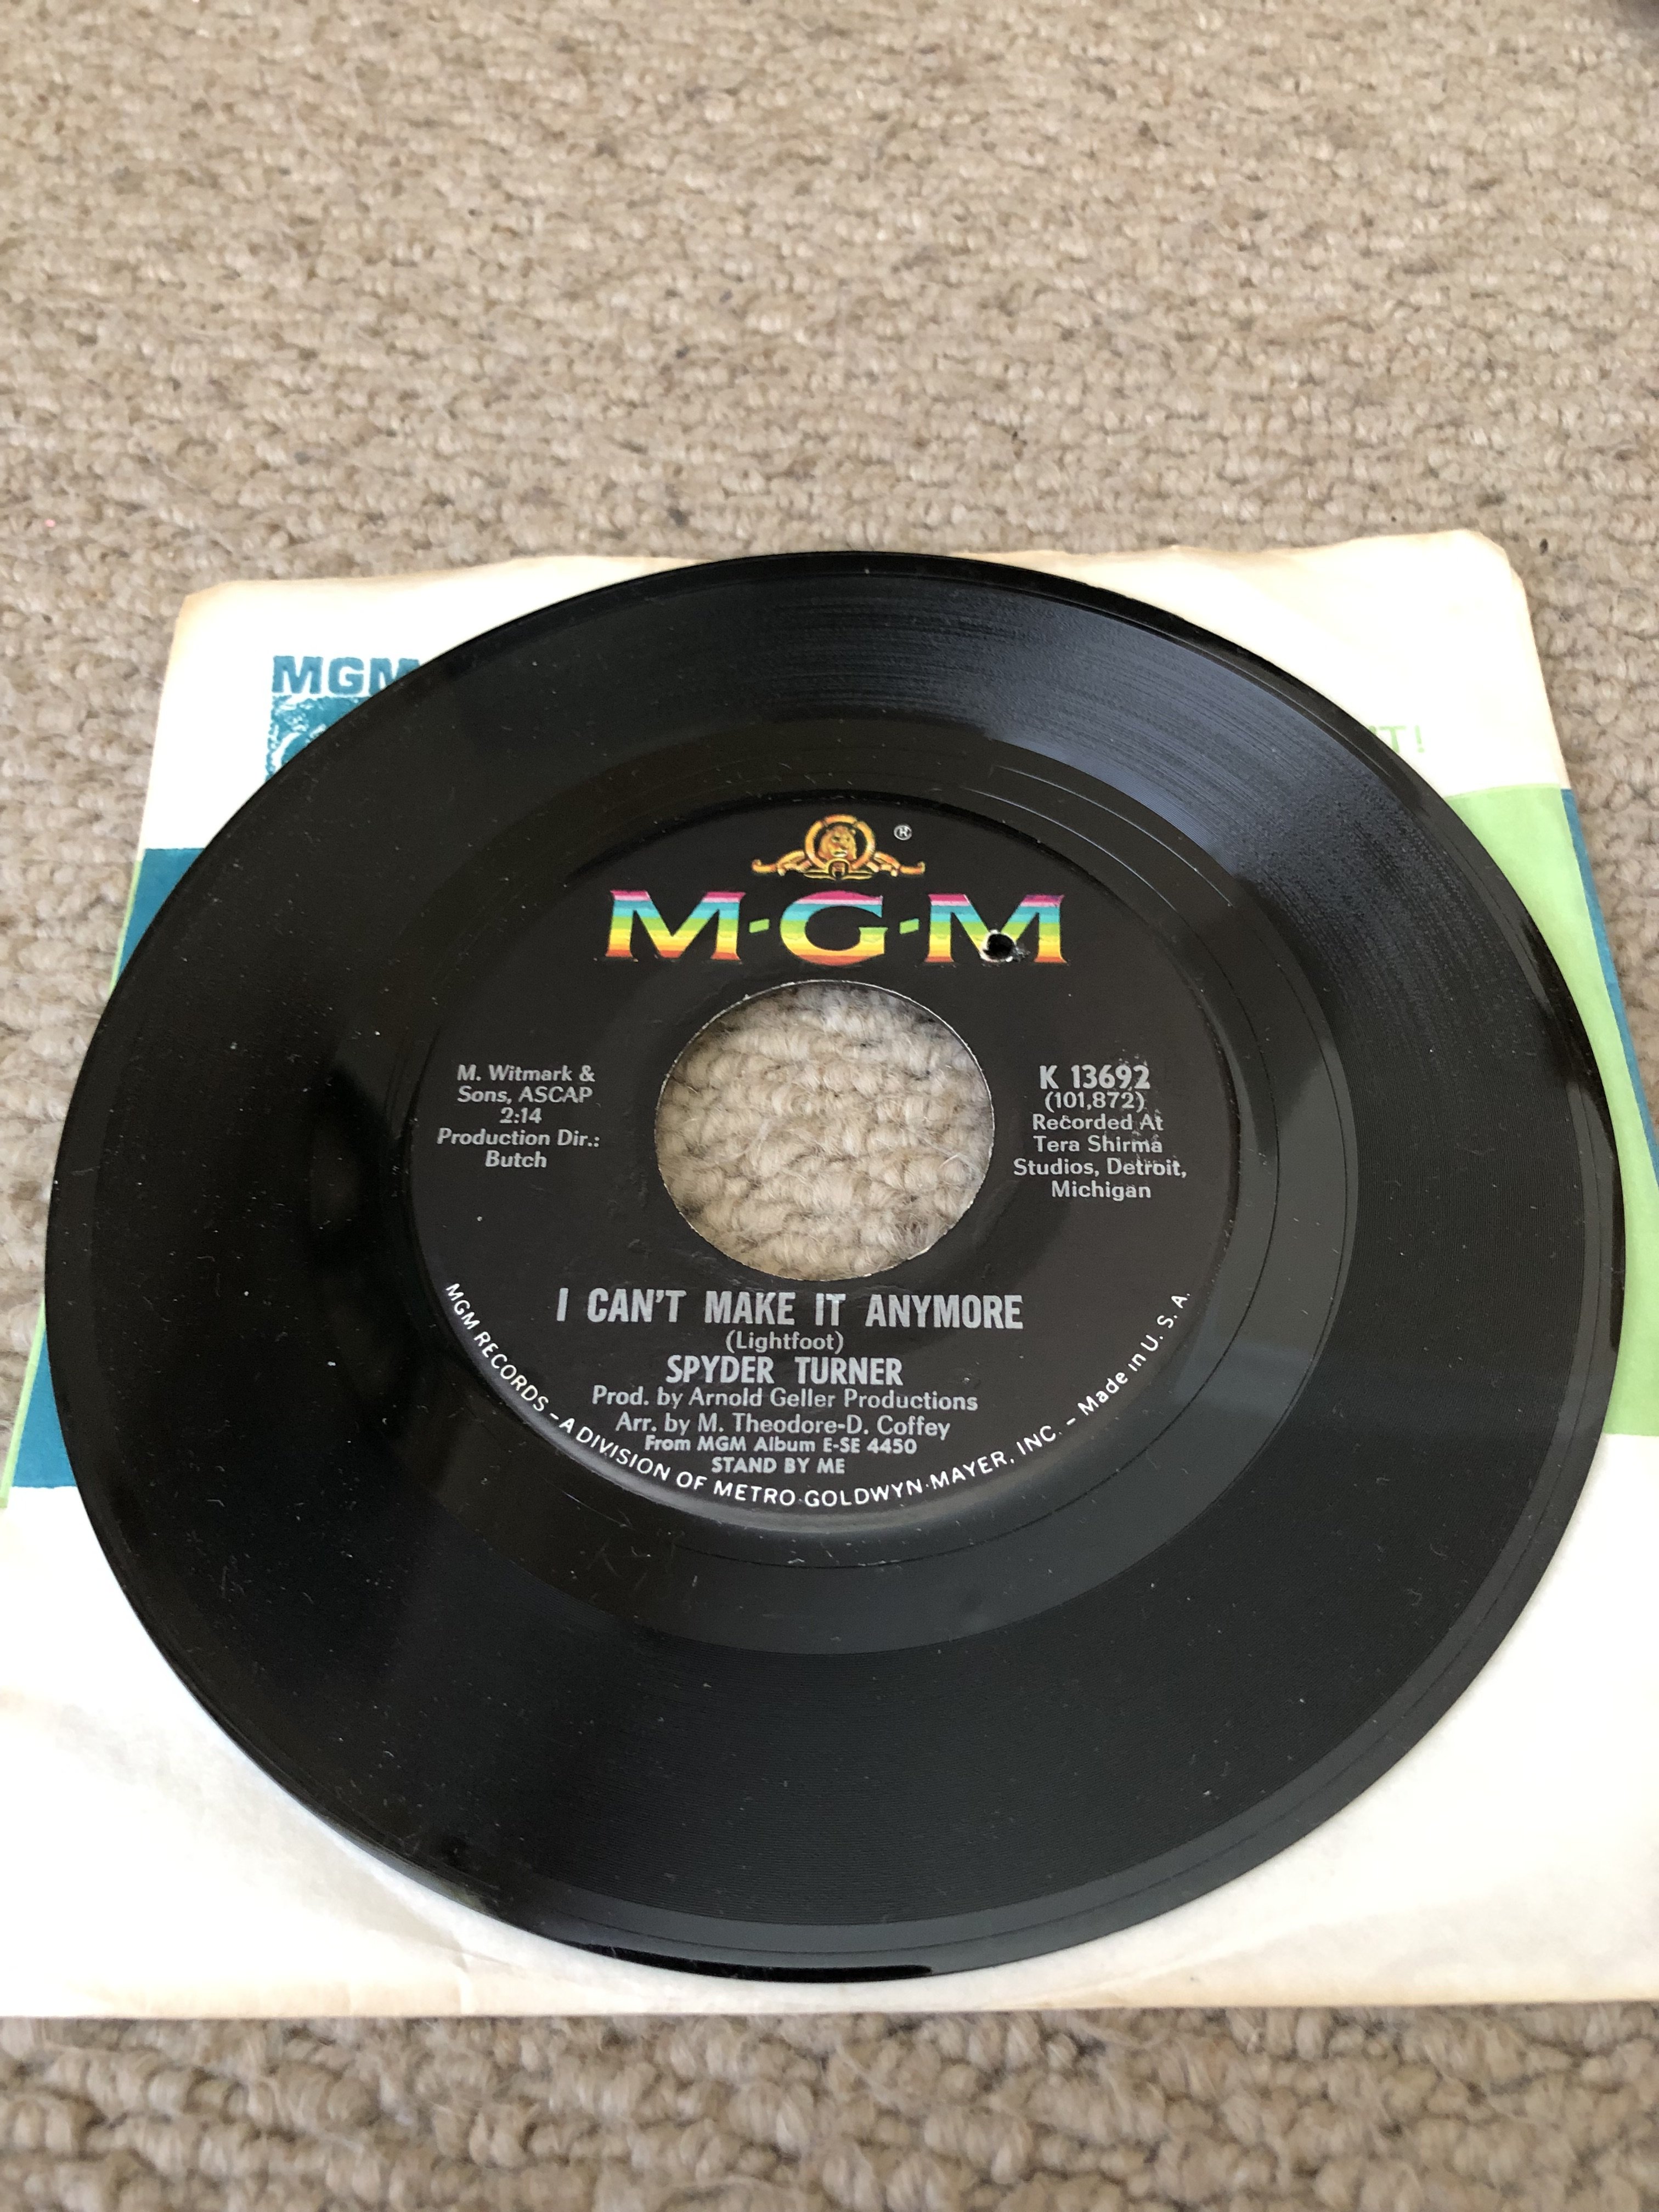 MGM
IT!
®
M·G·M
M. Witmark &
Sons, ASCAP
2:14
Production Dir.:
Butch
K 13692
(101,872)
Recorded At
Tera Shirma
Studios, Detroit,
Michigan
I CAN'T MAKE IT ANYMORE
(Lightfoot)
SPYDER TURNER
Prod. by Arnold Geller Productions
Arr. by M. Theodore-D. Coffey
From MGM Album E-SE 4450
STAND BY ME
MGM RECORDS – A DIVISION OF METRO·GOLDWYN·MAYER, INC. – Made in U. S. A.